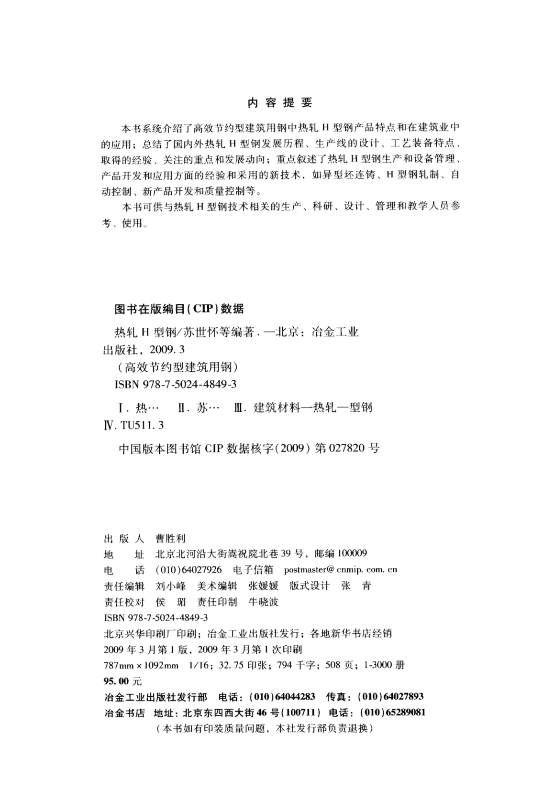 内 容 提 要
本书系统介绍了高效节约型建筑用钢中热轧 H 型钢产品特点和在建筑业中
的应用；总结了国内外热轧 H 型钢发展历程、生产线的设计、工艺装备特点、
取得的经验、关注的重点和发展动向；重点叙述了热轧 H 型钢生产和设备管理、
产品开发和应用方面的经验和采用的新技术，如异型坯连铸、H 型钢轧制、自
动控制、新产品开发和质量控制等。
本书可供与热轧 H 型钢技术相关的生产、科研、设计、管理和教学人员参
考、使用。
图书在版编目(CIP)数据
热轧 H 型钢/苏世怀等编著．—北京：冶金工业
出版社，2009.3
(高效节约型建筑用钢)
ISBN 978-7-5024-4849-3
Ⅰ．热… Ⅱ．苏… Ⅲ．建筑材料—热轧—型钢
Ⅳ．TU511.3
中国版本图书馆 CIP 数据核字(2009)第 027820 号
出 版 人 曹胜利
地 址 北京北河沿大街嵩祝院北巷 39 号，邮编 100009
电 话 (010)64027926 电子信箱 postmaster@cnmip.com.cn
责任编辑 刘小峰 美术编辑 张媛媛 版式设计 张 青
责任校对 侯 瑂 责任印制 牛晓波
ISBN 978-7-5024-4849-3
北京兴华印刷厂印刷；冶金工业出版社发行；各地新华书店经销
2009 年 3 月第 1 版，2009 年 3 月第 1 次印刷
787mm×1092mm 1/16；32.75 印张；794 千字；508 页；1-3000 册
95.00 元
冶金工业出版社发行部 电话：(010)64044283 传真：(010)64027893
冶金书店 地址：北京东四西大街 46 号(100711) 电话：(010)65289081
(本书如有印装质量问题，本社发行部负责退换)